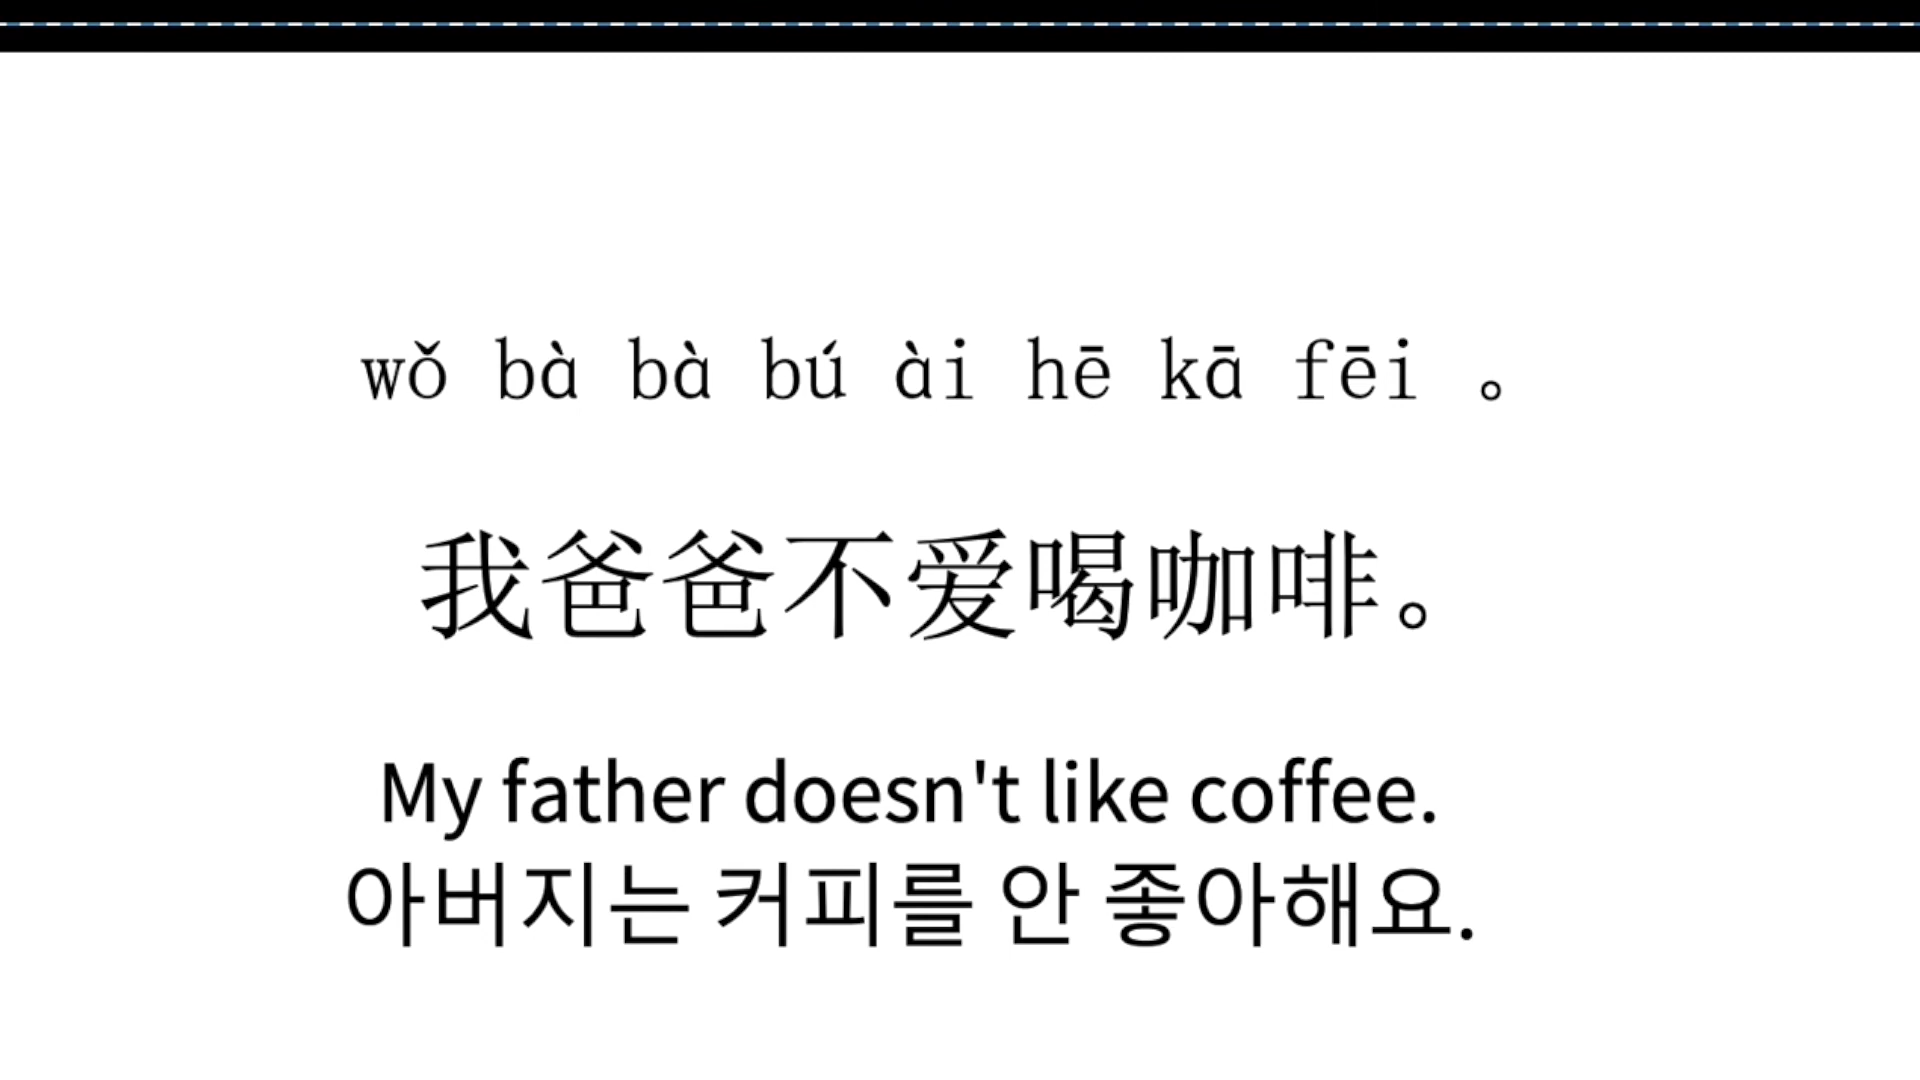 wǒ bà bà bú ài hē kā fēi 。
我爸爸不爱喝咖啡。
My father doesn't like coffee.
아버지는 커피를 안 좋아해요.